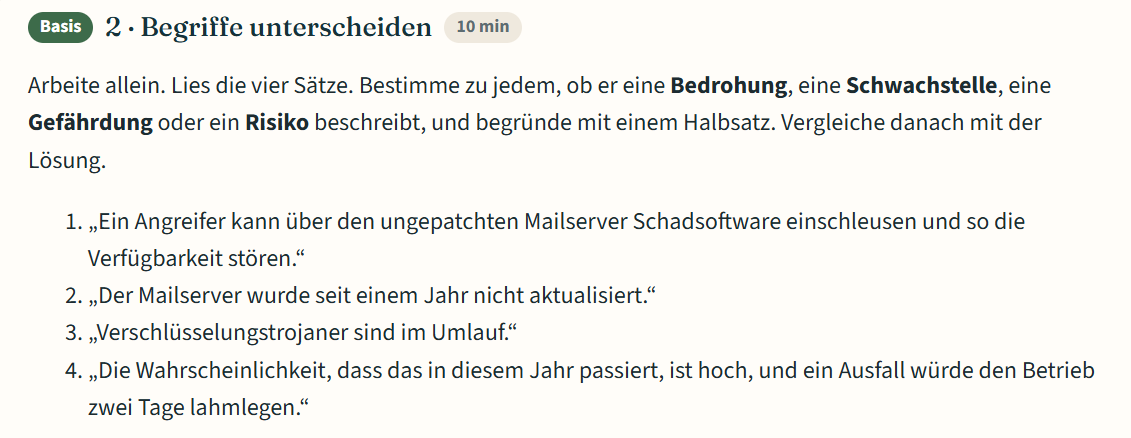 Basis 2 · Begriffe unterscheiden 10 min
Arbeite allein. Lies die vier Sätze. Bestimme zu jedem, ob er eine Bedrohung, eine Schwachstelle, eine
Gefährdung oder ein Risiko beschreibt, und begründe mit einem Halbsatz. Vergleiche danach mit der
Lösung.
1. „Ein Angreifer kann über den ungepatchten Mailserver Schadsoftware einschleusen und so die
Verfügbarkeit stören.“
2. „Der Mailserver wurde seit einem Jahr nicht aktualisiert.“
3. „Verschlüsselungstrojaner sind im Umlauf.“
4. „Die Wahrscheinlichkeit, dass das in diesem Jahr passiert, ist hoch, und ein Ausfall würde den Betrieb
zwei Tage lahmlegen.“